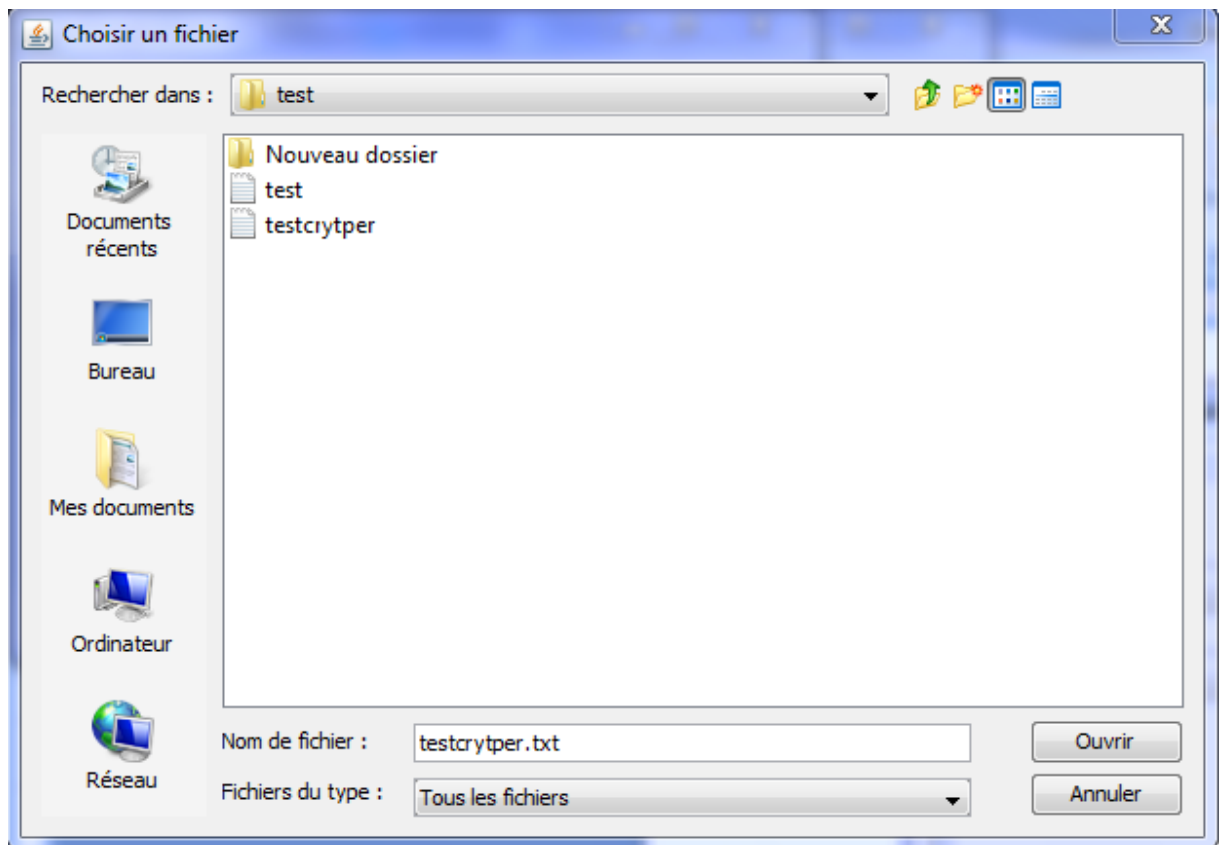 Choisir un fichier
Rechercher dans :
test
Nouveau dossier
test
testcrytper
Documents
récents
Bureau
Mes documents
Ordinateur
Réseau
Nom de fichier :
testcrytper.txt
Ouvrir
Fichiers du type :
Tous les fichiers
Annuler